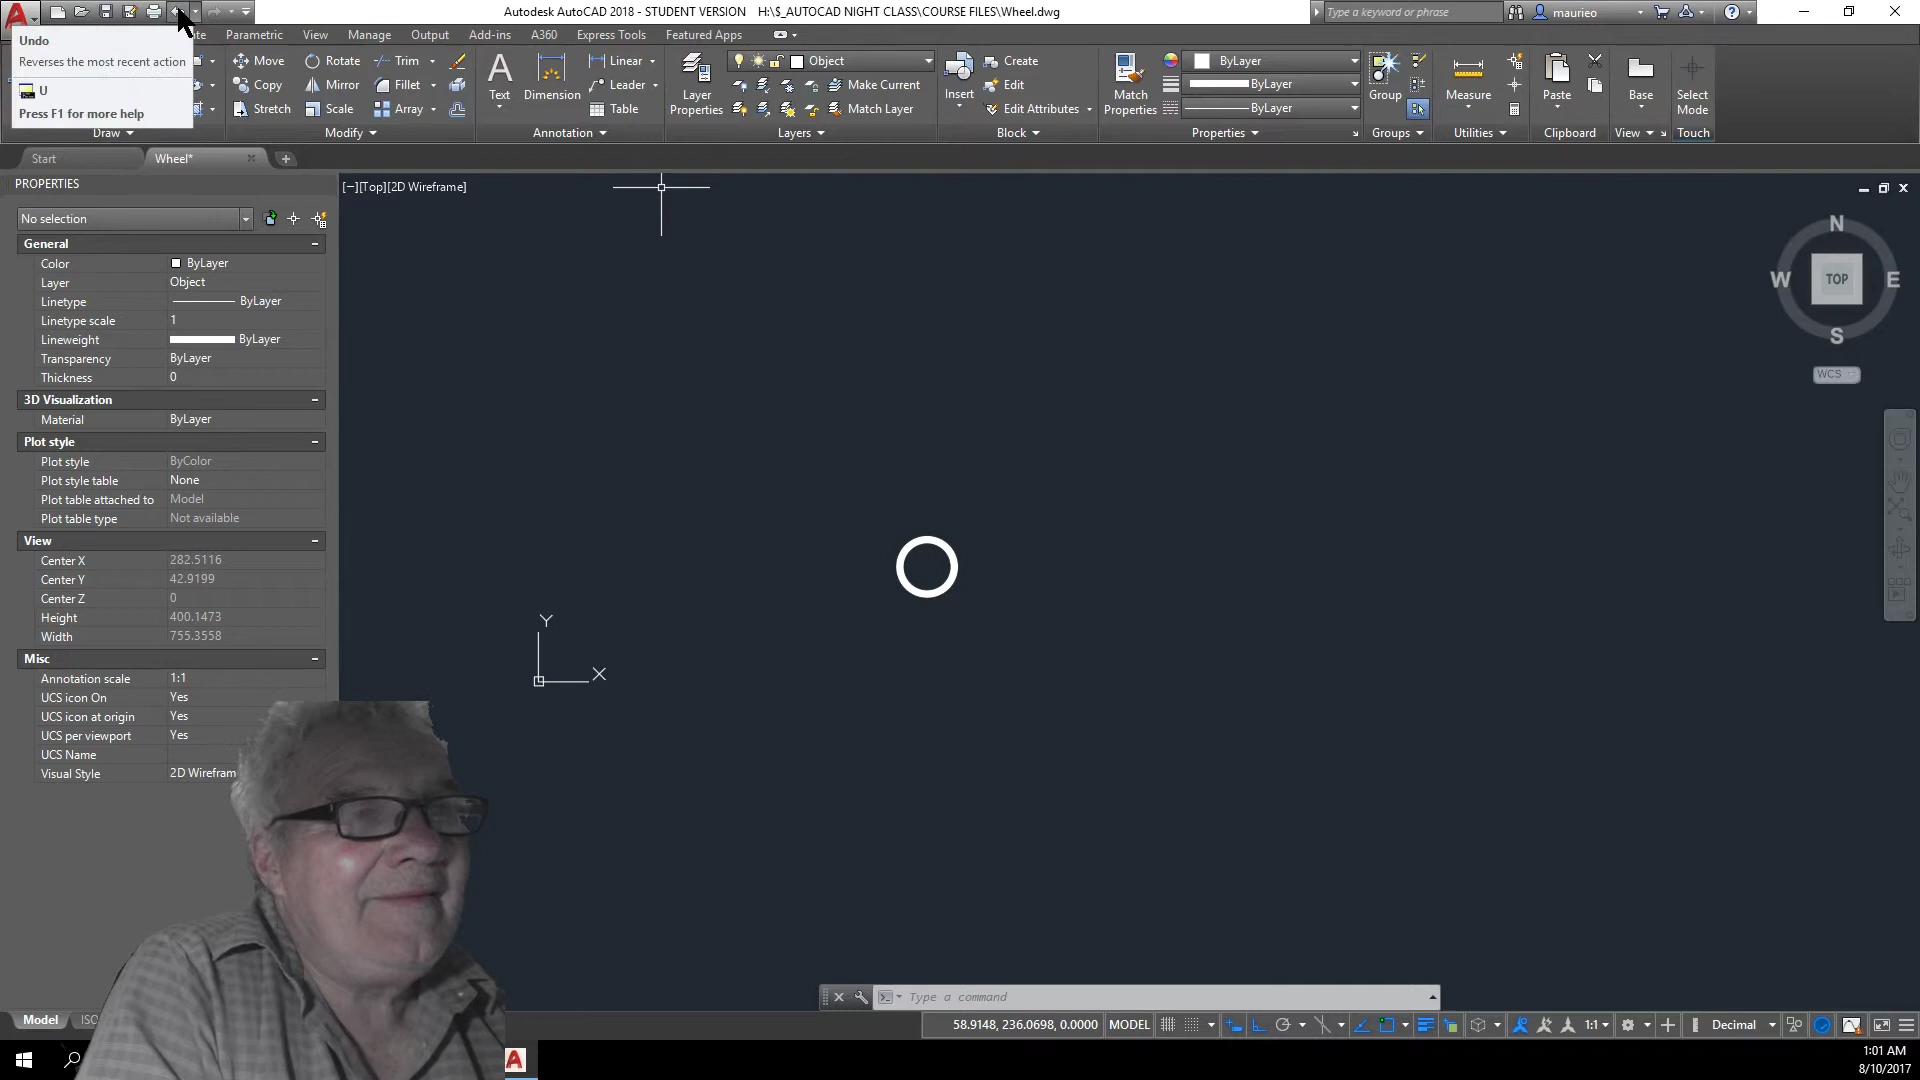 Autodesk AutoCAD 2018 - STUDENT VERSION H:\$_AUTOCAD NIGHT CLASS\COURSE FILES\Wheel.dwg
Type a keyword or phrase
maurieo
Parametric View Manage Output Add-ins A360 Express Tools Featured Apps
Undo
Reverses the most recent action
U
Press F1 for more help
Move Rotate Trim
Copy Mirror Fillet
Stretch Scale Array
Text
Dimension
Linear
Leader
Table
Layer
Properties
Object
Make Current
Match Layer
Insert
Create
Edit
Edit Attributes
Match
Properties
ByLayer
ByLayer
ByLayer
Group
Measure
Paste
Base
Select
Mode
Draw Modify Annotation Layers Block Properties Groups Utilities Clipboard View Touch
Start Wheel*
PROPERTIES
[−][Top][2D Wireframe]
No selection
General
Color ByLayer
Layer Object
Linetype ByLayer
Linetype scale 1
Lineweight ByLayer
Transparency ByLayer
Thickness 0
3D Visualization
Material ByLayer
Plot style
Plot style ByColor
Plot style table None
Plot table attached to Model
Plot table type Not available
View
Center X 282.5116
Center Y 42.9199
Center Z 0
Height 400.1473
Width 755.3558
Misc
Annotation scale 1:1
UCS icon On Yes
UCS icon at origin Yes
UCS per viewport Yes
UCS Name
Visual Style 2D Wirefram
N
W TOP E
S
WCS
Y
X
Type a command
Model ISO
58.9148, 236.0698, 0.0000 MODEL 1:1 Decimal
1:01 AM
8/10/2017